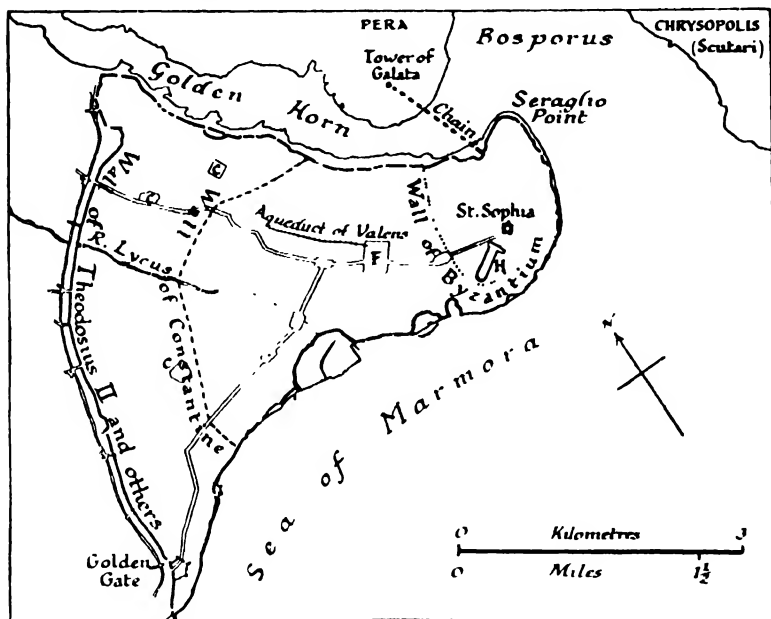 PERA
Bosporus
CHRYSOPOLIS
(Scutari)
Tower of
Galata
Golden Horn
Chain
Seraglio
Point
Wall of Theodosius II and others
C
Wall of Constantine
R. Lycus
Aqueduct of Valens
F
Wall of Byzantium
St. Sophia
H
Sea of Marmora
N
Golden
Gate
0 Kilometres 3
0 Miles 1½